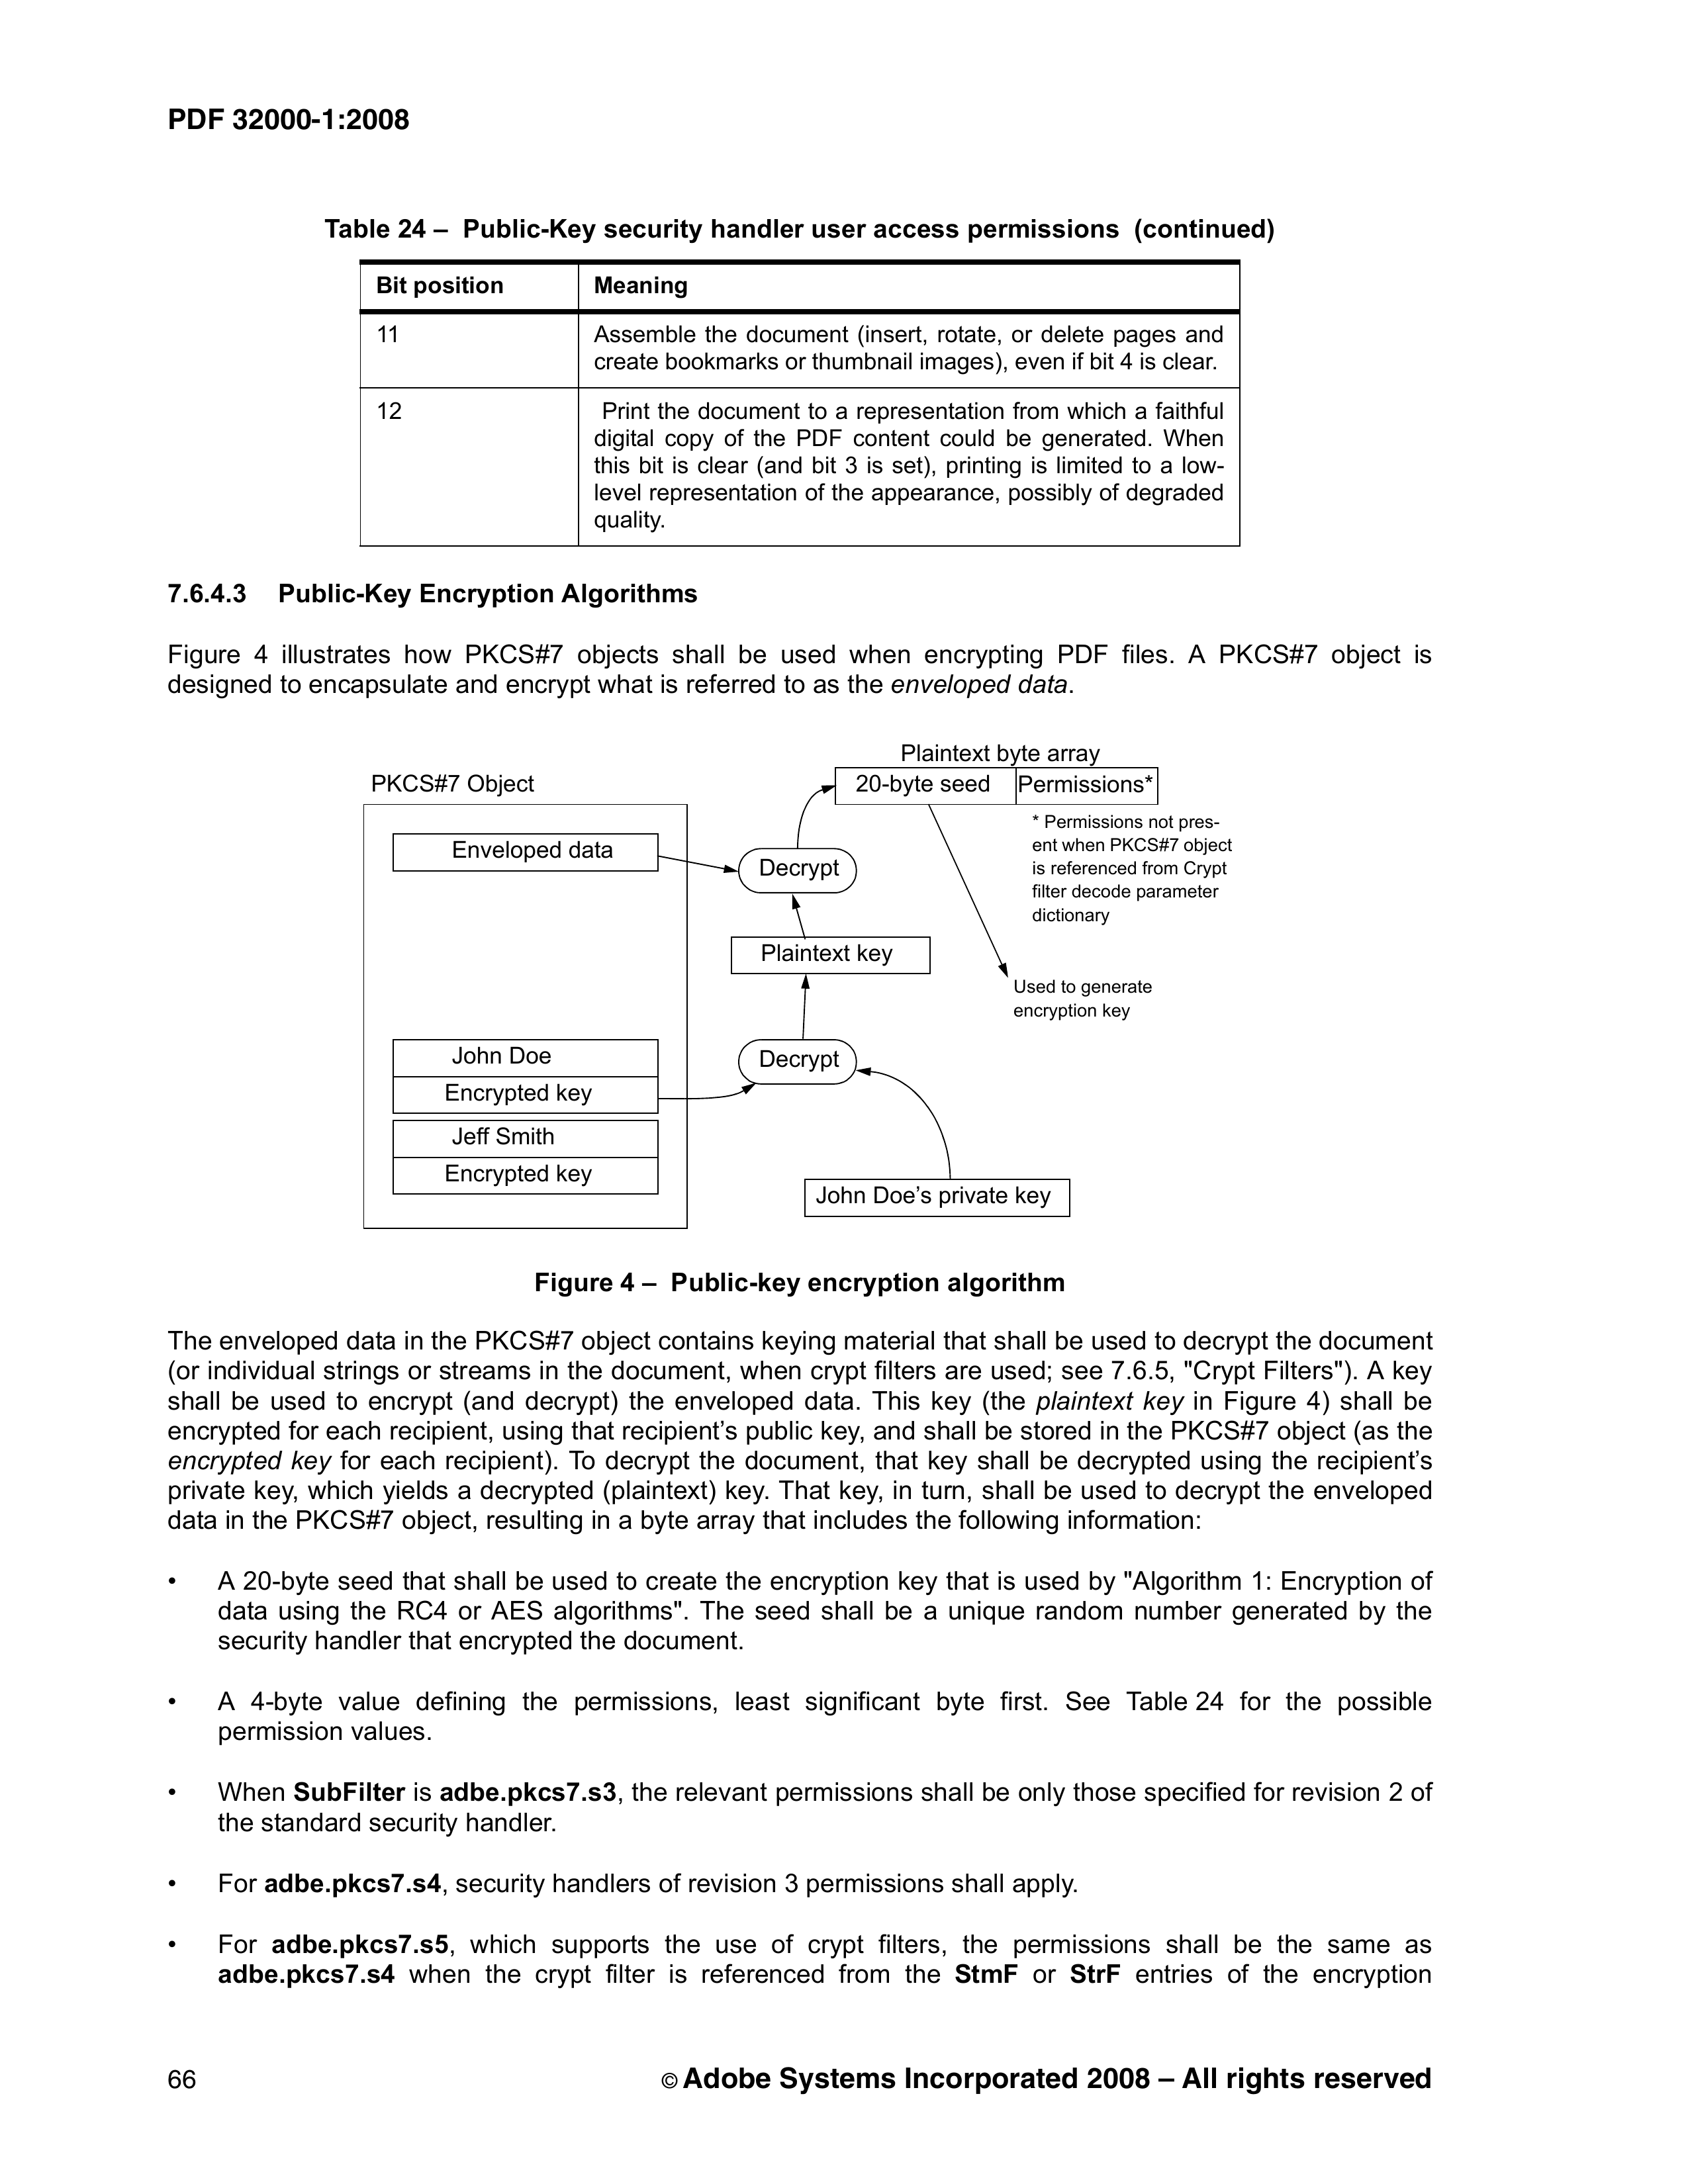 PDF 32000-1:2008
Table 24 –  Public-Key security handler user access permissions  (continued)
Bit position
Meaning
11
Assemble the document (insert, rotate, or delete pages and
create bookmarks or thumbnail images), even if bit 4 is clear.
12
Print the document to a representation from which a faithful
digital copy of the PDF content could be generated. When
this bit is clear (and bit 3 is set), printing is limited to a low-
level representation of the appearance, possibly of degraded
quality.
7.6.4.3    Public-Key Encryption Algorithms
Figure 4 illustrates how PKCS#7 objects shall be used when encrypting PDF files. A PKCS#7 object is
designed to encapsulate and encrypt what is referred to as the enveloped data.
Plaintext byte array
PKCS#7 Object
20-byte seed
Permissions*
* Permissions not pres-
ent when PKCS#7 object
is referenced from Crypt
filter decode parameter
dictionary
Enveloped data
Decrypt
Plaintext key
Used to generate
encryption key
John Doe
Decrypt
Encrypted key
Jeff Smith
Encrypted key
John Doe’s private key
Figure 4 –  Public-key encryption algorithm
The enveloped data in the PKCS#7 object contains keying material that shall be used to decrypt the document
(or individual strings or streams in the document, when crypt filters are used; see 7.6.5, "Crypt Filters"). A key
shall be used to encrypt (and decrypt) the enveloped data. This key (the plaintext key in Figure 4) shall be
encrypted for each recipient, using that recipient’s public key, and shall be stored in the PKCS#7 object (as the
encrypted key for each recipient). To decrypt the document, that key shall be decrypted using the recipient’s
private key, which yields a decrypted (plaintext) key. That key, in turn, shall be used to decrypt the enveloped
data in the PKCS#7 object, resulting in a byte array that includes the following information:
• A 20-byte seed that shall be used to create the encryption key that is used by "Algorithm 1: Encryption of
data using the RC4 or AES algorithms". The seed shall be a unique random number generated by the
security handler that encrypted the document.
• A 4-byte value defining the permissions, least significant byte first. See Table 24 for the possible
permission values.
• When SubFilter is adbe.pkcs7.s3, the relevant permissions shall be only those specified for revision 2 of
the standard security handler.
• For adbe.pkcs7.s4, security handlers of revision 3 permissions shall apply.
• For adbe.pkcs7.s5, which supports the use of crypt filters, the permissions shall be the same as
adbe.pkcs7.s4 when the crypt filter is referenced from the StmF or StrF entries of the encryption
66
© Adobe Systems Incorporated 2008 – All rights reserved